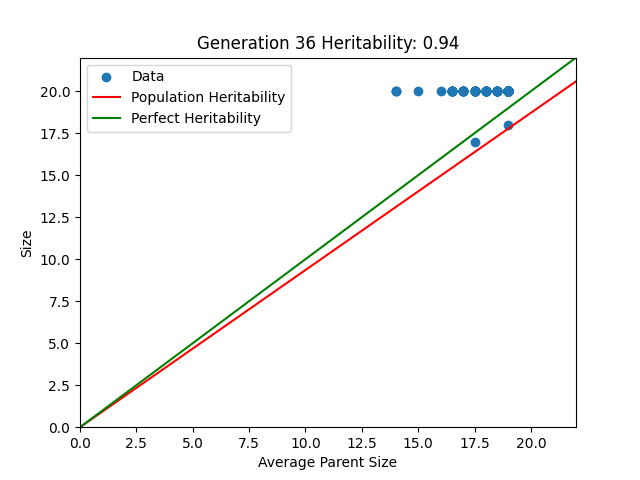 Generation 36 Heritability: 0.94
Data
Population Heritability
Perfect Heritability
20.0
17.5
15.0
12.5
10.0
7.5
5.0
2.5
0.0
Size
0.0 2.5 5.0 7.5 10.0 12.5 15.0 17.5 20.0
Average Parent Size